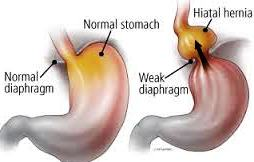 Normal stomach
Hiatal hernia
Normal
diaphragm
Weak
diaphragm